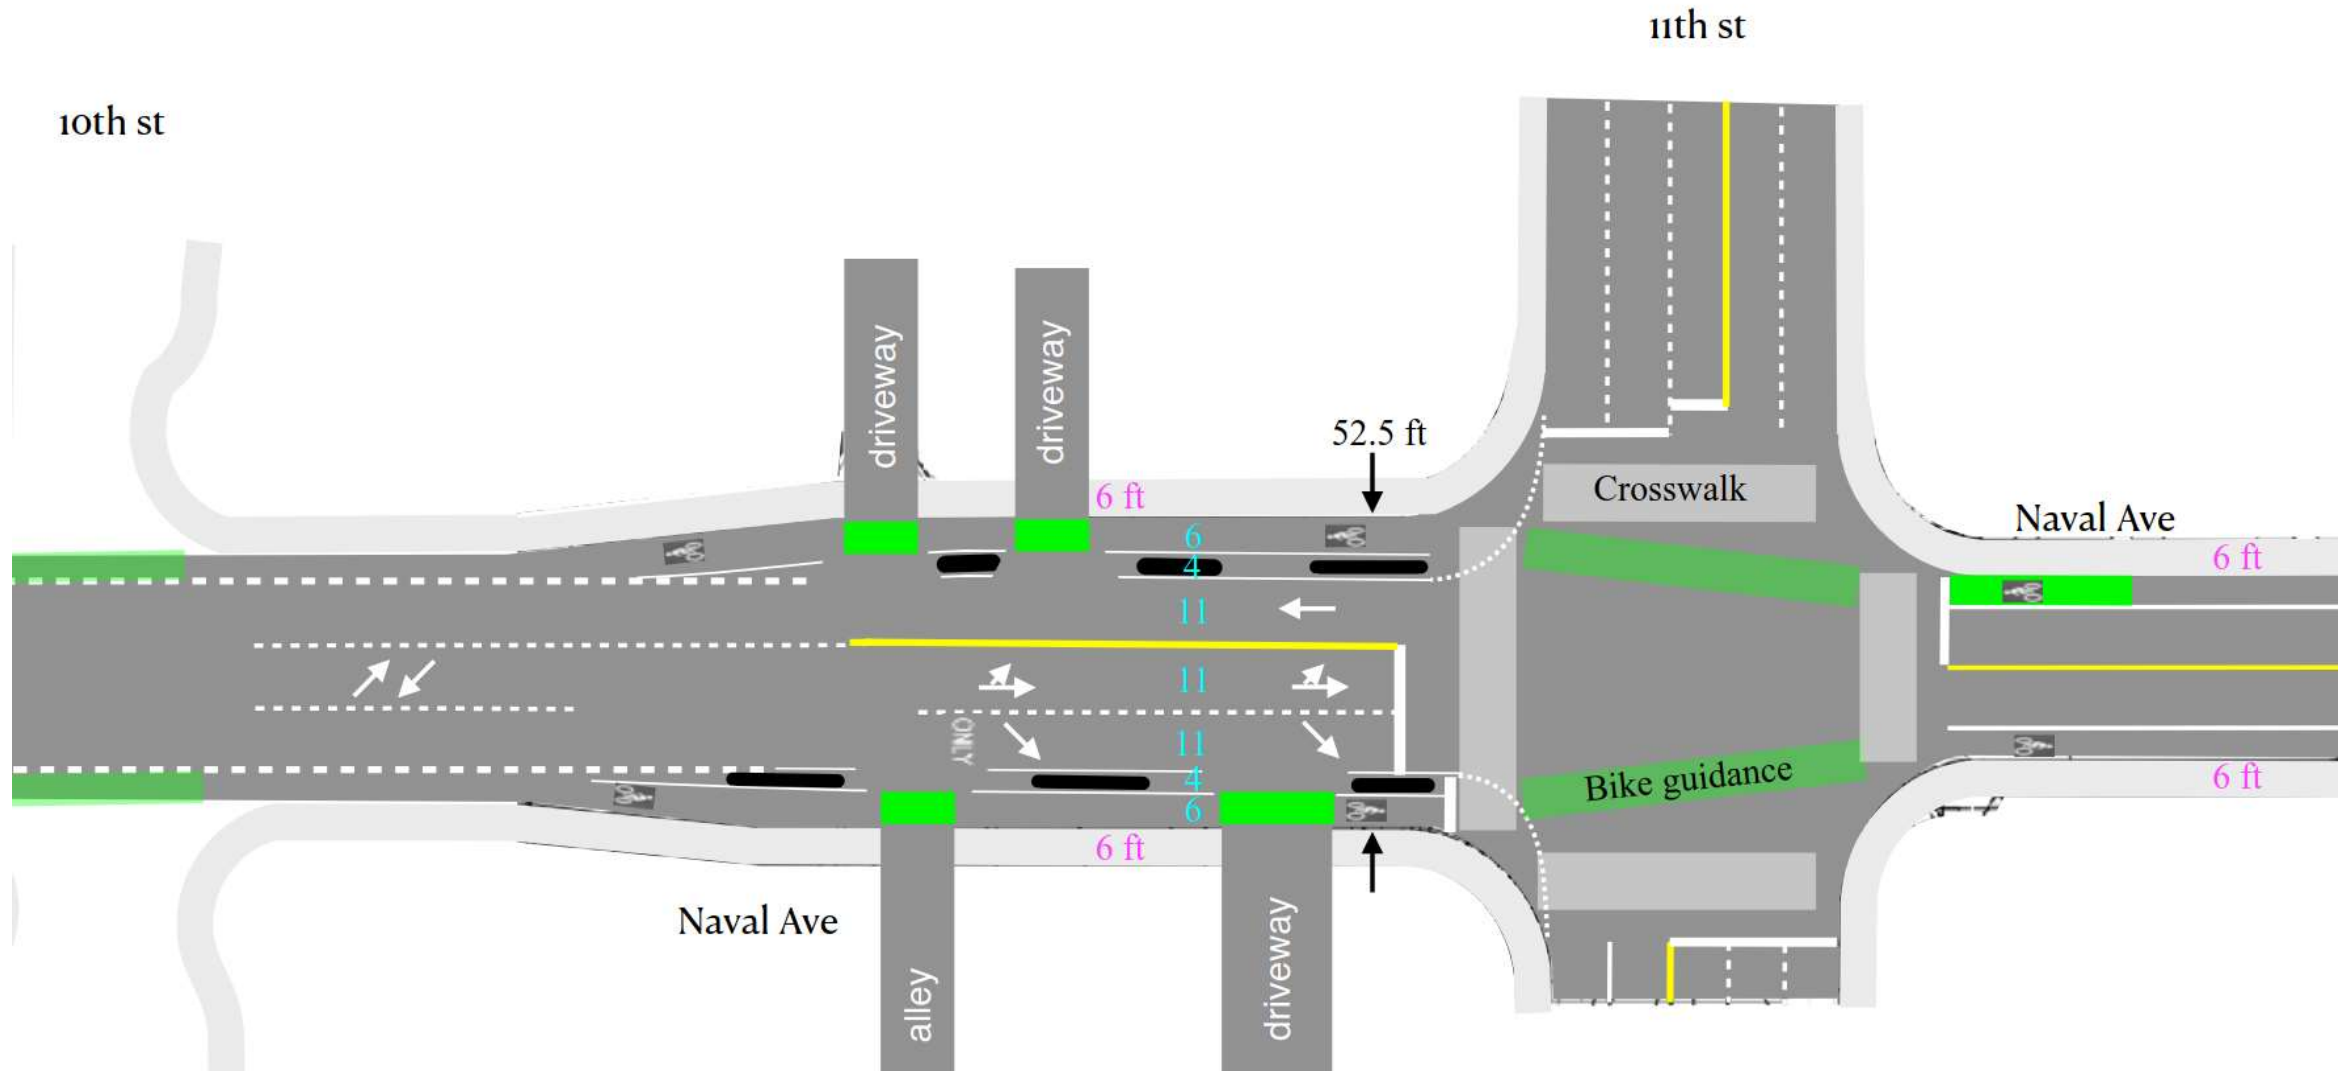 11th st
10th st
driveway
driveway
52.5 ft
6 ft
Crosswalk
Naval Ave
6 ft
6
4
11
11
ONLY
11
4
6
Bike guidance
6 ft
6 ft
Naval Ave
alley
driveway